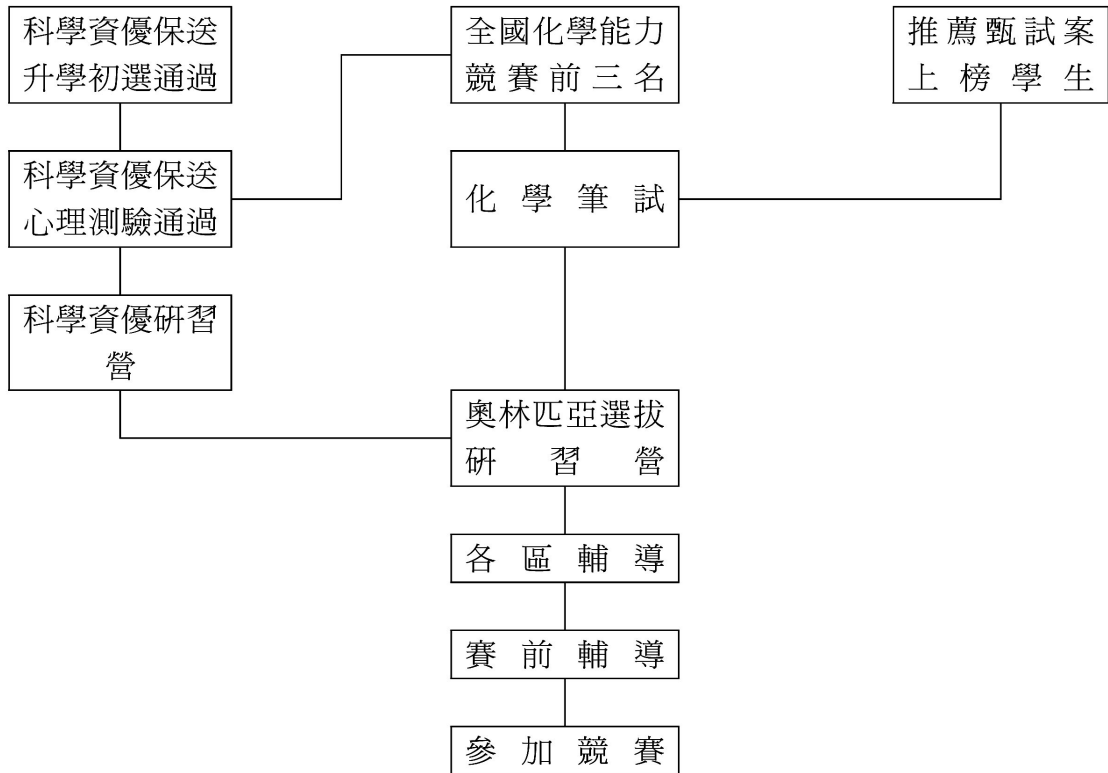 科學資優保送
升學初選通過
全國化學能力
競賽前三名
推薦甄試案
上榜學生
科學資優保送
心理測驗通過
化學筆試
科學資優研習
營
奧林匹亞選拔
研習營
各區輔導
賽前輔導
參加競賽